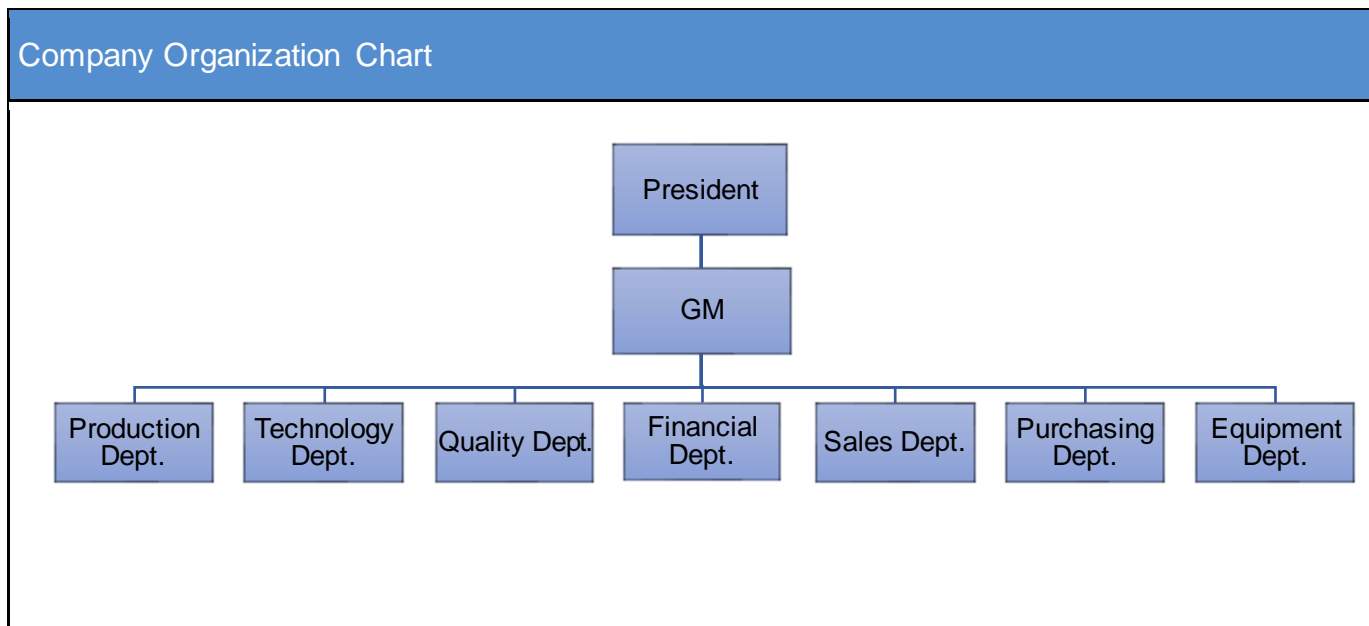 Company Organization Chart
President
GM
Production
Dept.
Technology
Dept.
Quality Dept.
Financial
Dept.
Sales Dept.
Purchasing
Dept.
Equipment
Dept.